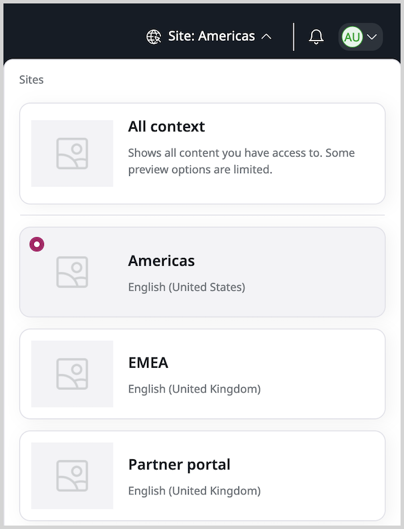 Site: Americas
AU
Sites
All context
Shows all content you have access to. Some
preview options are limited.
Americas
English (United States)
EMEA
English (United Kingdom)
Partner portal
English (United Kingdom)